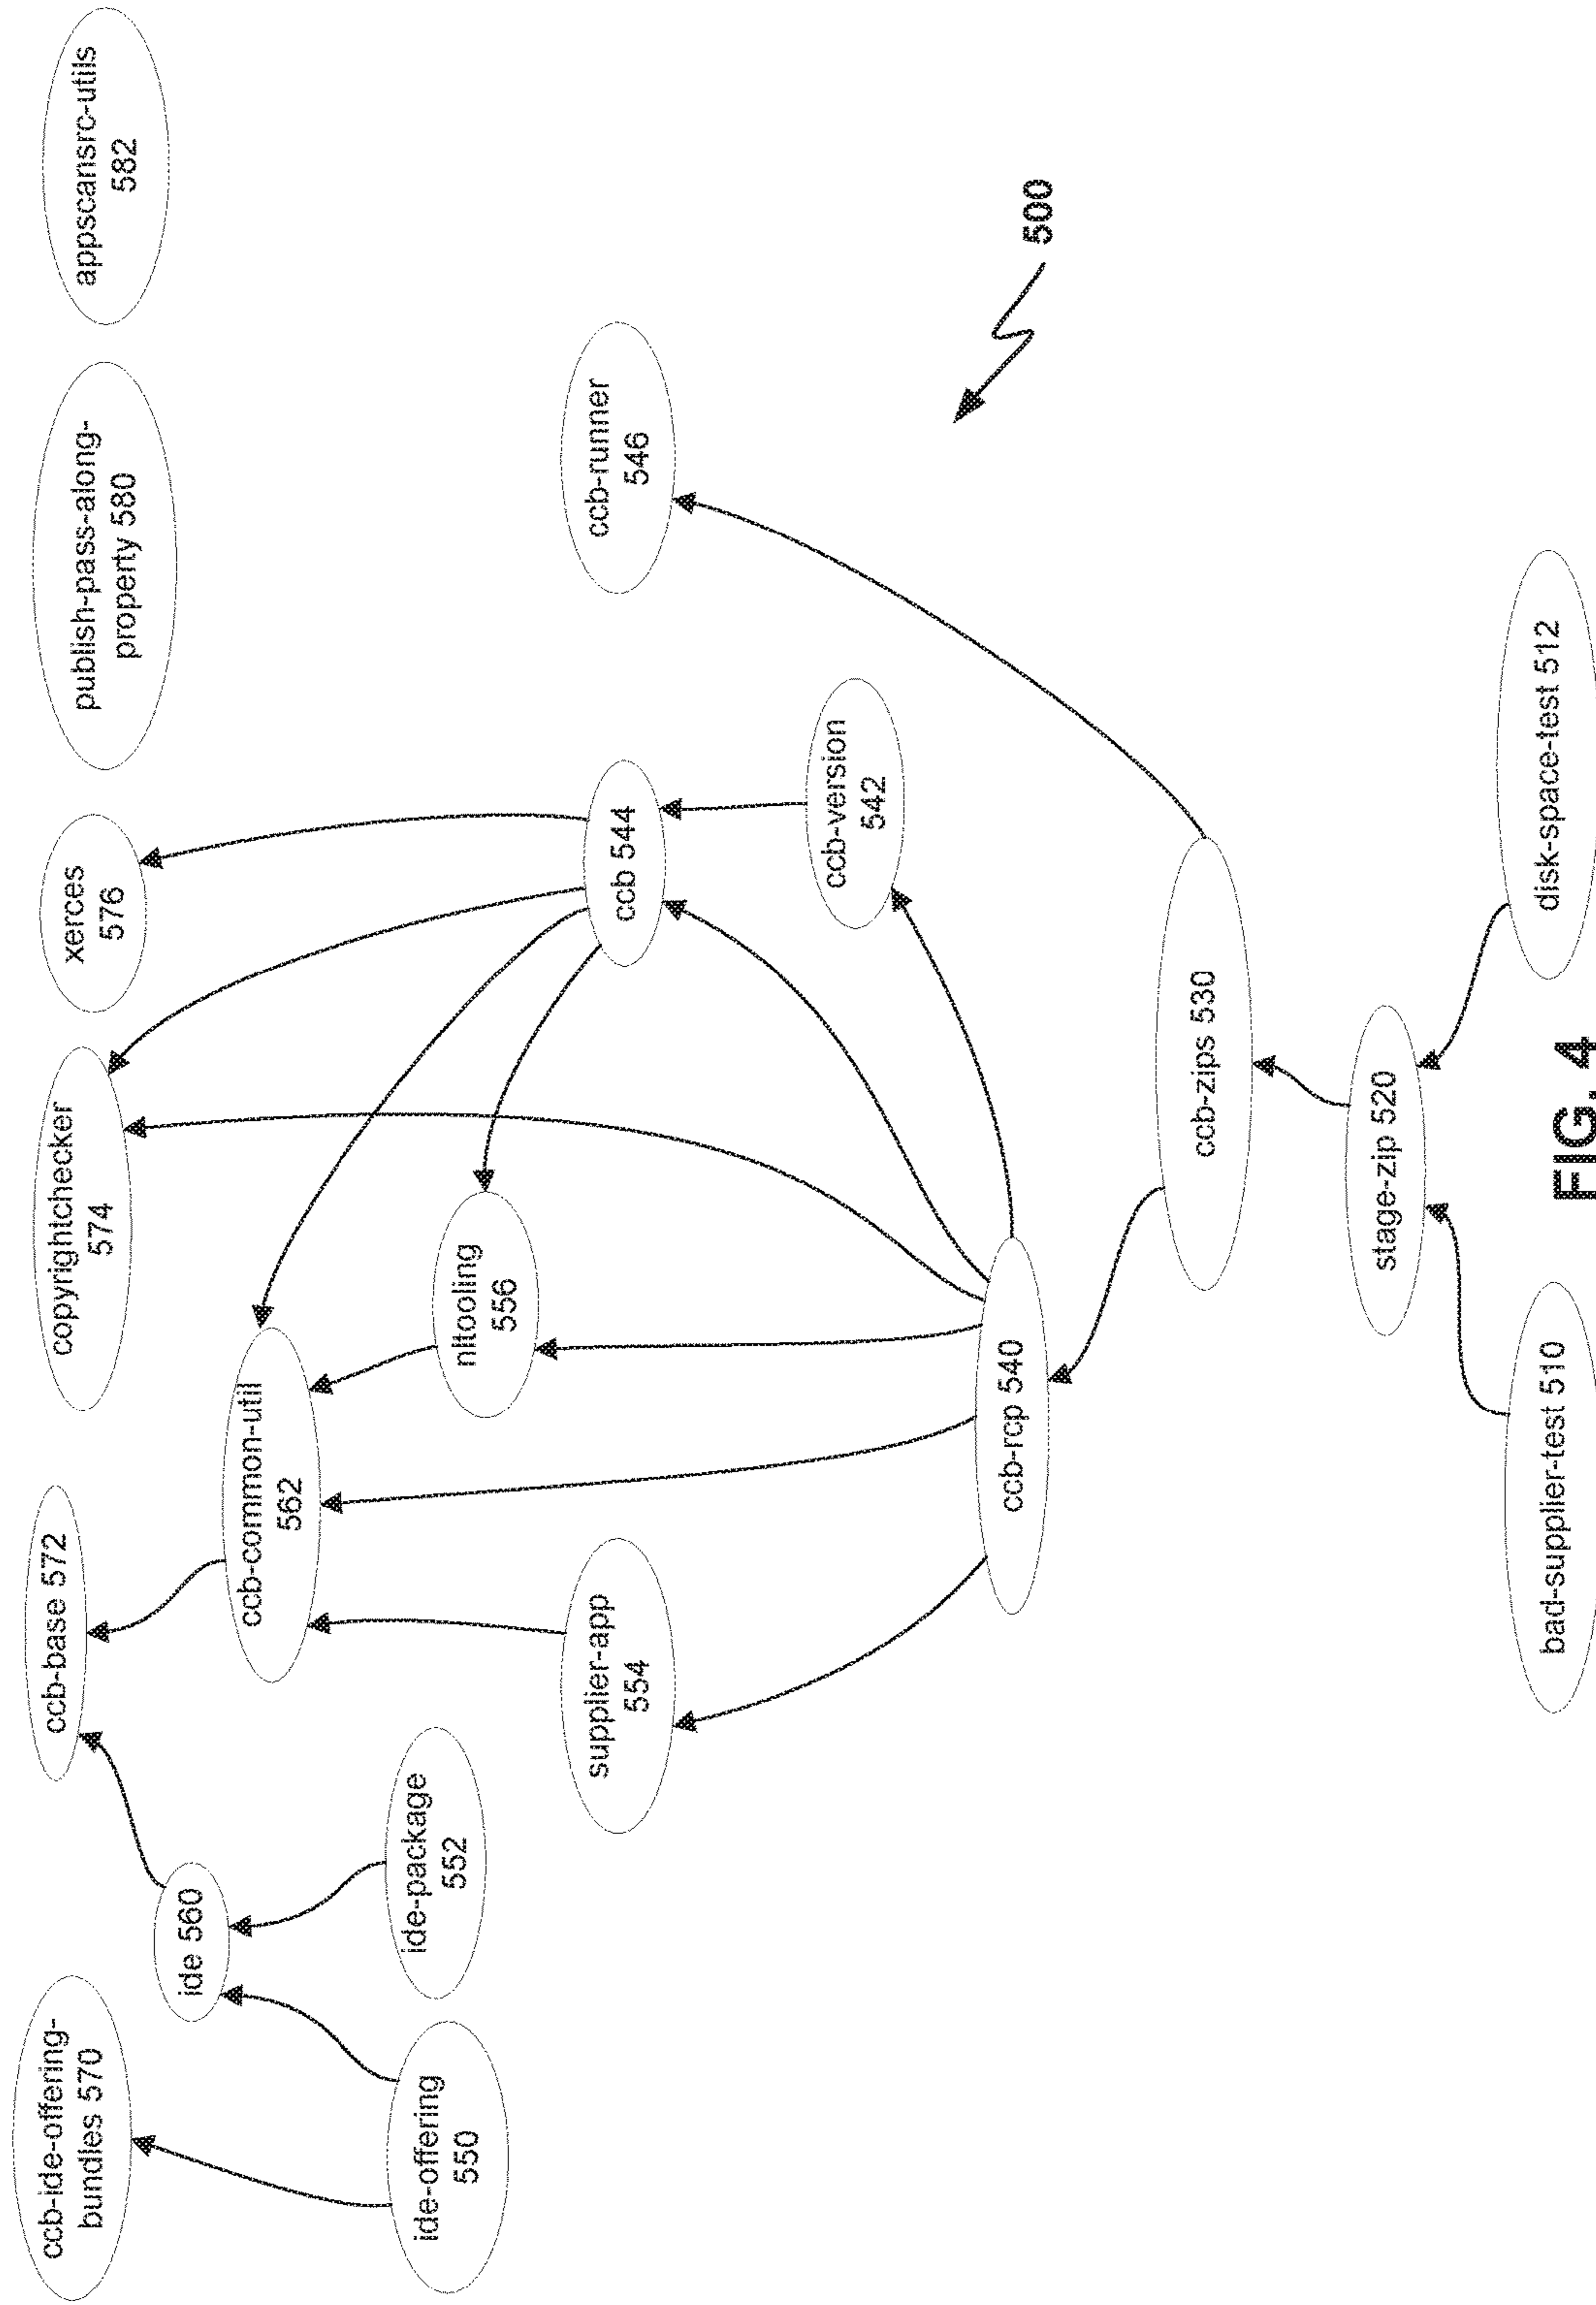 ccb-ide-offering-
bundles 570
ccb-base 572
copyrightchecker
574
xerces
576
publish-pass-along-
property 580
appscansrc-utils
582
ide 560
ccb-common-util
562
ide-offering
550
ide-package
552
nltooling
556
supplier-app
554
ccb 544
ccb-runner
546
ccb-version
542
500
ccb-rcp 540
ccb-zips 530
stage-zip 520
bad-supplier-test 510
disk-space-test 512
FIG. 4